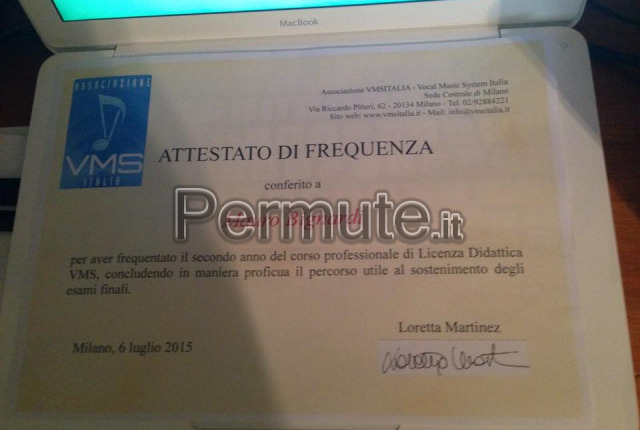 MacBook
ASSOCIAZIONE
VMS
ITALIA
Associazione VMSITALIA - Vocal Music System Italia
Sede Centrale di Milano
Via Riccardo Pitteri, 62 - 20134 Milano - Tel. 02/92884221
Sito web: www.vmsitalia.it - Mail: info@vmsitalia.it
ATTESTATO DI FREQUENZA
conferito a
Mauro Bignardi
Permute.it
per aver frequentato il secondo anno del corso professionale di Licenza Didattica
VMS, concludendo in maniera proficua il percorso utile al sostenimento degli
esami finali.
Loretta Martinez
Milano, 6 luglio 2015